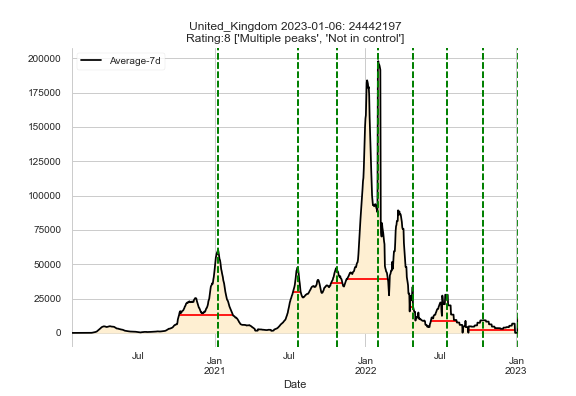 United_Kingdom 2023-01-06: 24442197
Rating:8 ['Multiple peaks', 'Not in control']
Average-7d
200000
175000
150000
125000
100000
75000
50000
25000
0
Jul
Jan
2021
Jul
Jan
2022
Jul
Jan
2023
Date